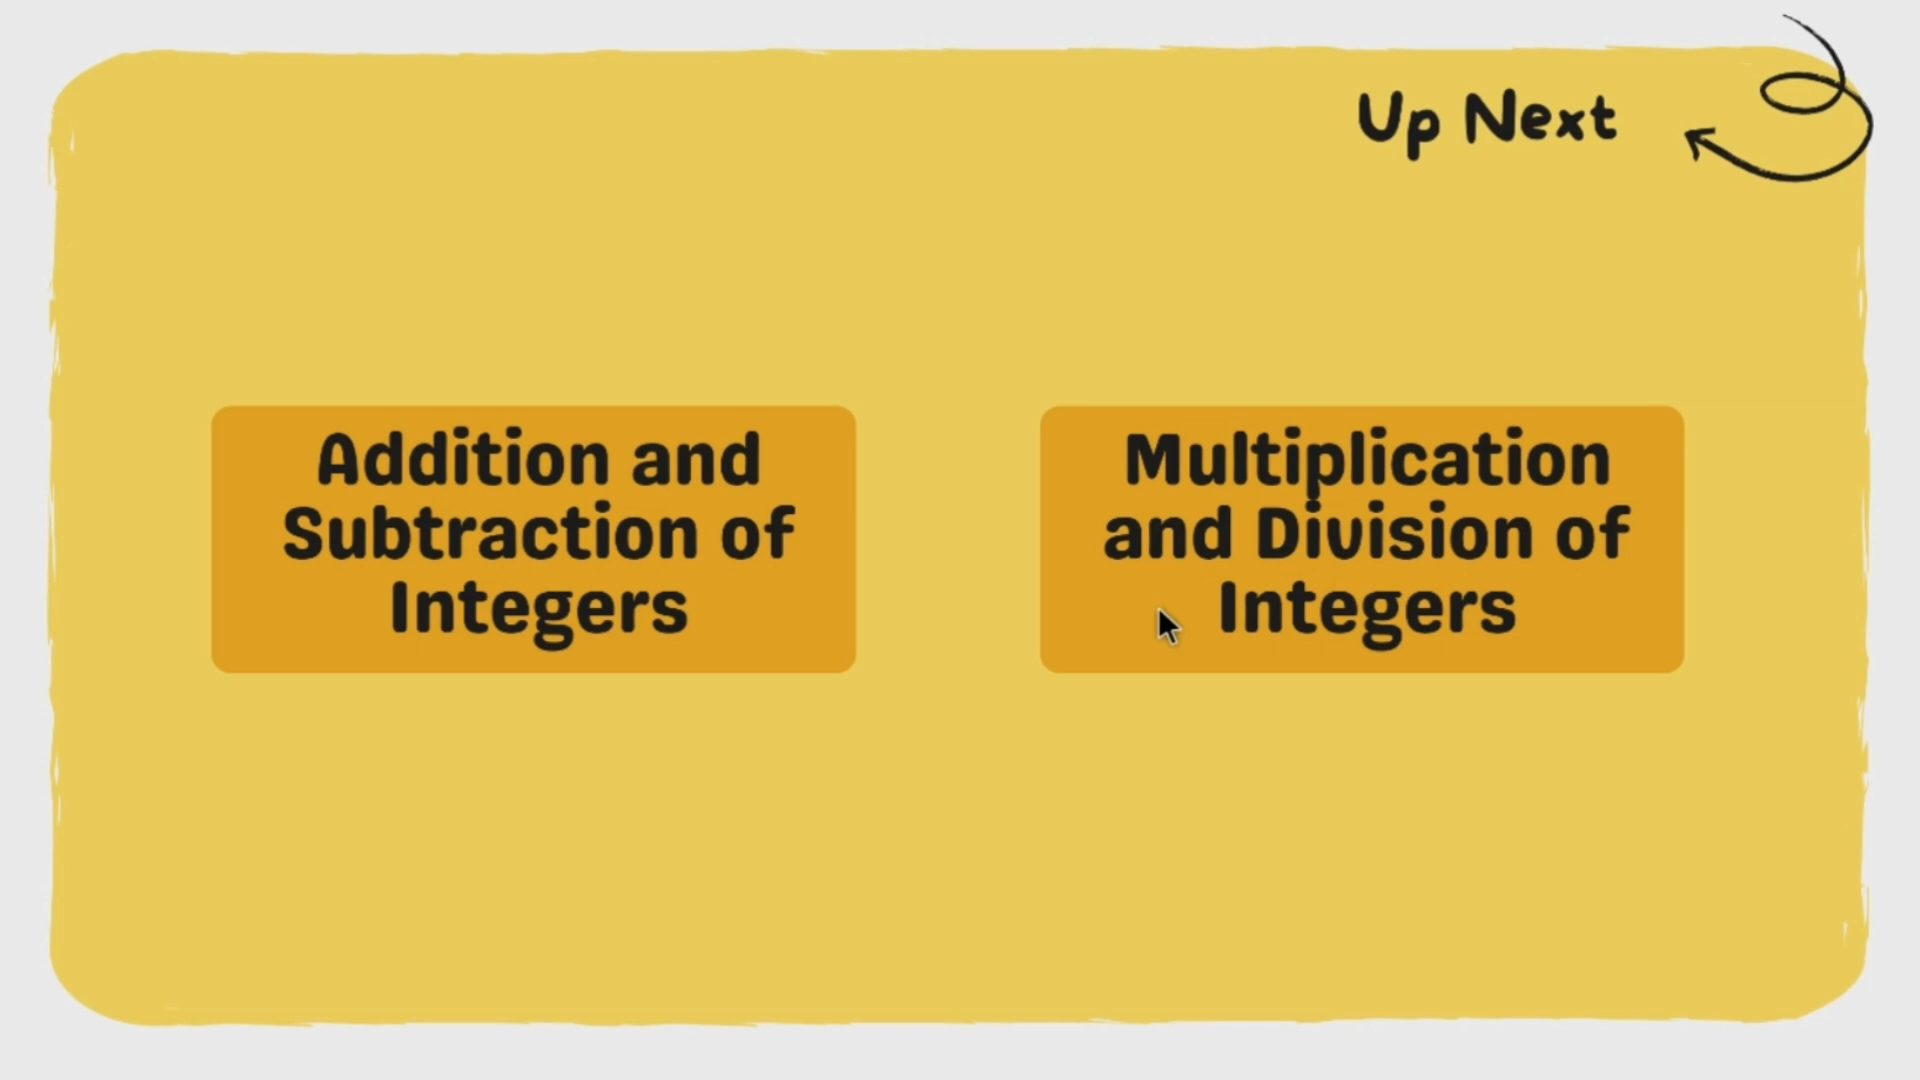 Up Next
Addition and
Subtraction of
Integers
Multiplication
and Division of
Integers